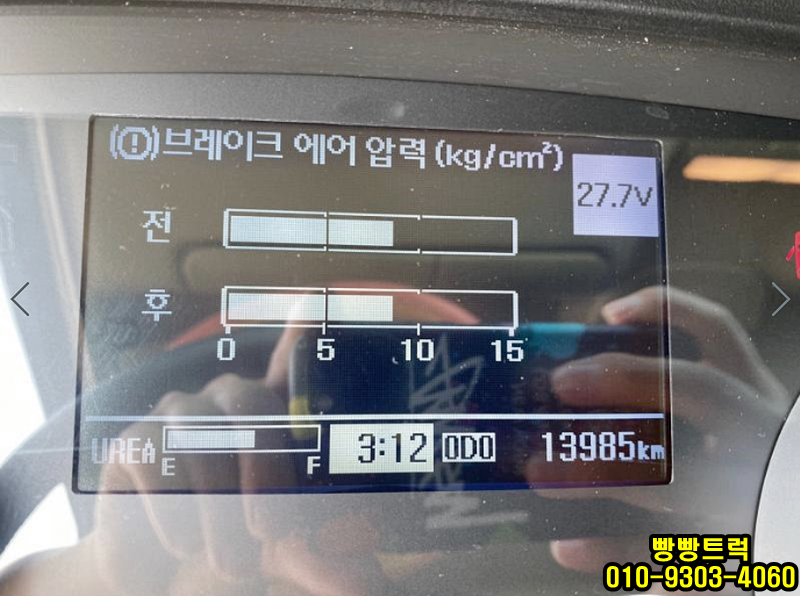 (!)브레이크 에어 압력 (kg/cm²)
27.7V
전
후
0 5 10 15
UREA E F 3:12 ODO 13985km
빵빵트럭
010-9303-4060